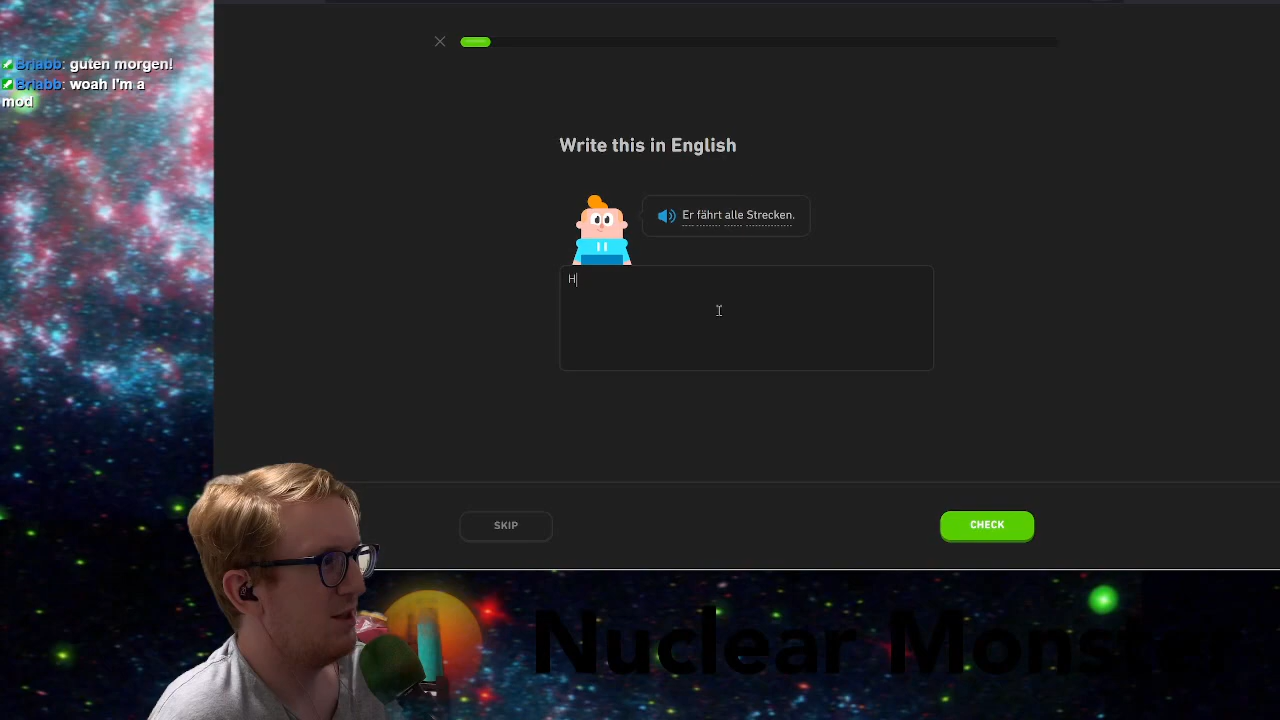 Briabb: guten morgen!
Briabb: woah I'm a
mod
Write this in English
Er fährt alle Strecken.
H
SKIP
CHECK
Nuclear Monster